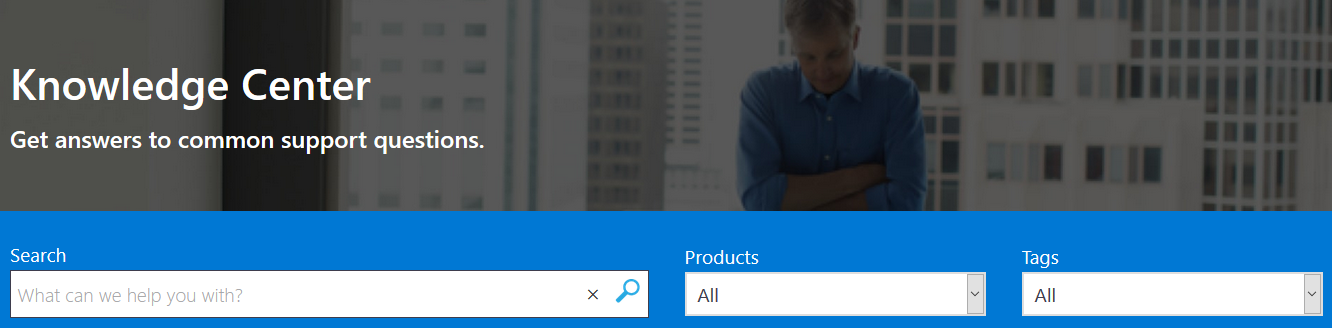 Knowledge Center
Get answers to common support questions.
Search
What can we help you with?
Products
All
Tags
All